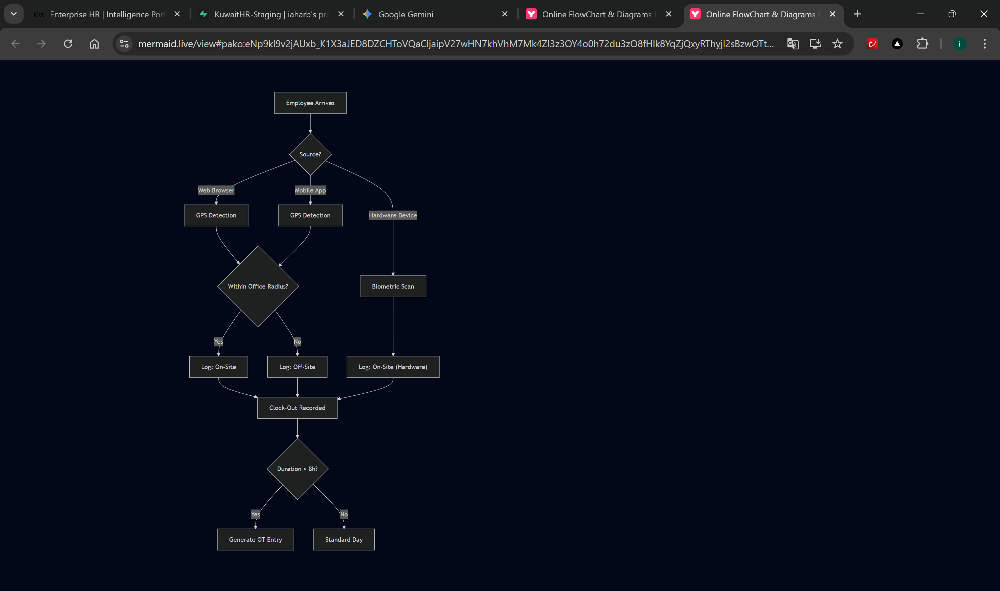 KW Enterprise HR | Intelligence Port
KuwaitHR-Staging | iaharb's pro
Google Gemini
Online FlowChart & Diagrams E
Online FlowChart & Diagrams E
mermaid.live/view#pako:eNp9kl9v2jAUxb_K1X3aJED8DZCHToVQaCljaipV27wHN7khVhM7Mk4ZI3z3OY4o0h72du3zO8fHlk8YqZjQxyRThyjl2sBzwOTt...
i
Employee Arrives
Source?
Web Browser
Mobile App
GPS Detection
GPS Detection
Hardware Device
Within Office Radius?
Biometric Scan
Yes
No
Log: On-Site
Log: Off-Site
Log: On-Site (Hardware)
Clock-Out Recorded
Duration > 8h?
Yes
No
Generate OT Entry
Standard Day